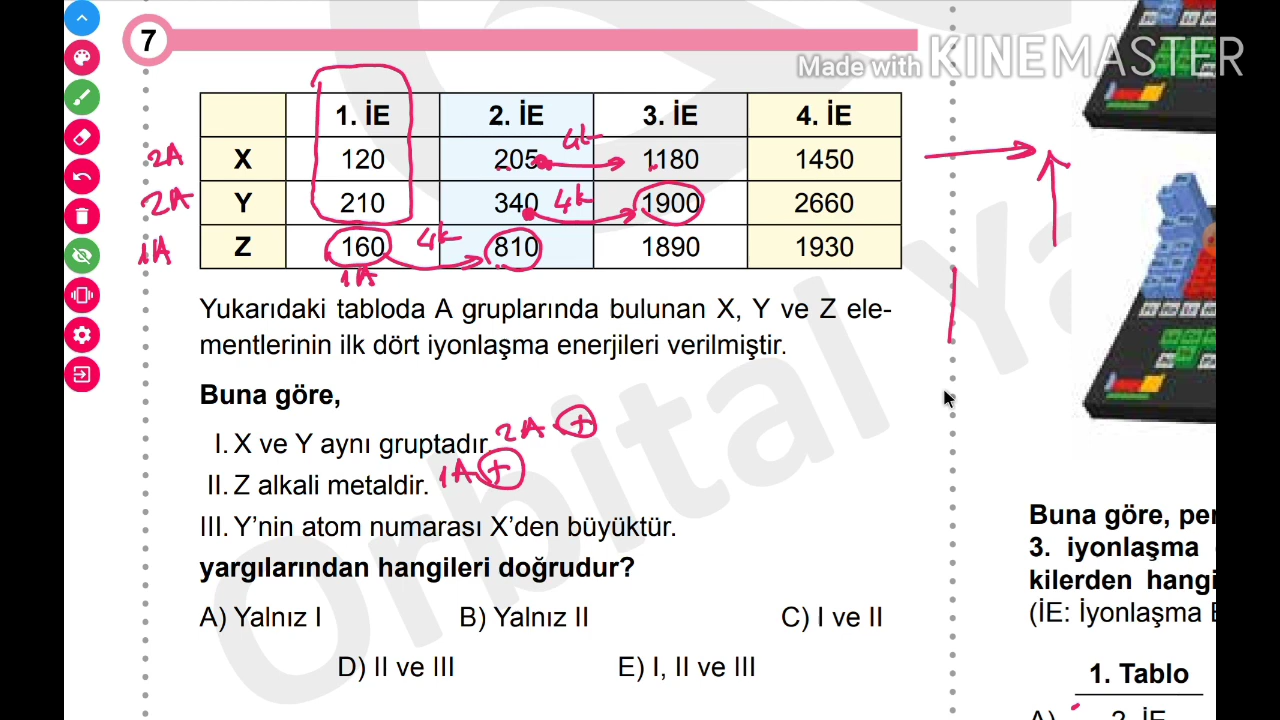 7
Made with KINEMASTER
1. İE 2. İE 3. İE 4. İE
2A X 120 205 4k 1180 1450
2A Y 210 340 4k 1900 2660
1A Z 160 4k 810 1890 1930
1A
Yukarıdaki tabloda A gruplarında bulunan X, Y ve Z ele-
mentlerinin ilk dört iyonlaşma enerjileri verilmiştir.
Buna göre,
I. X ve Y aynı gruptadır. 2A +
II. Z alkali metaldir. 1A +
III. Y’nin atom numarası X’den büyüktür.
yargılarından hangileri doğrudur?
A) Yalnız I B) Yalnız II C) I ve II
D) II ve III E) I, II ve III
Orbital Ya
Buna göre, per
3. iyonlaşma
kilerden hangi
(İE: İyonlaşma E
1. Tablo
A) 2. İE